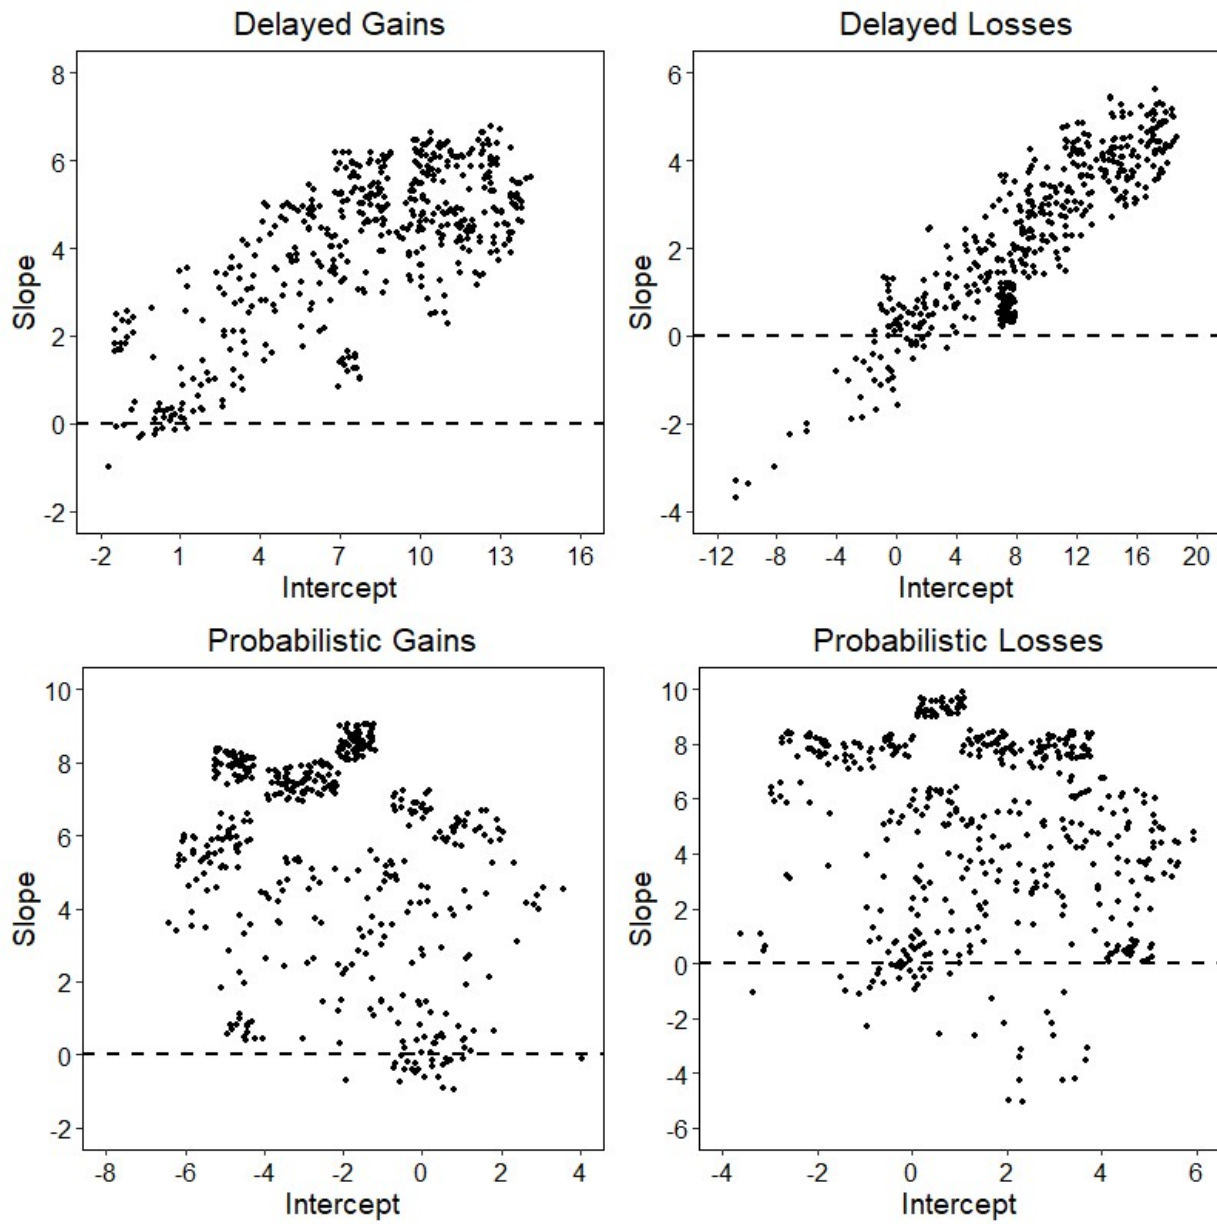 Delayed Gains
8
6
4
2
0
-2
Slope
-2 1 4 7 10 13 16
Intercept
Delayed Losses
6
4
2
0
-2
-4
Slope
-12 -8 -4 0 4 8 12 16 20
Intercept
Probabilistic Gains
10
8
6
4
2
0
-2
Slope
-8 -6 -4 -2 0 2 4
Intercept
Probabilistic Losses
10
8
6
4
2
0
-2
-4
-6
Slope
-4 -2 0 2 4 6
Intercept